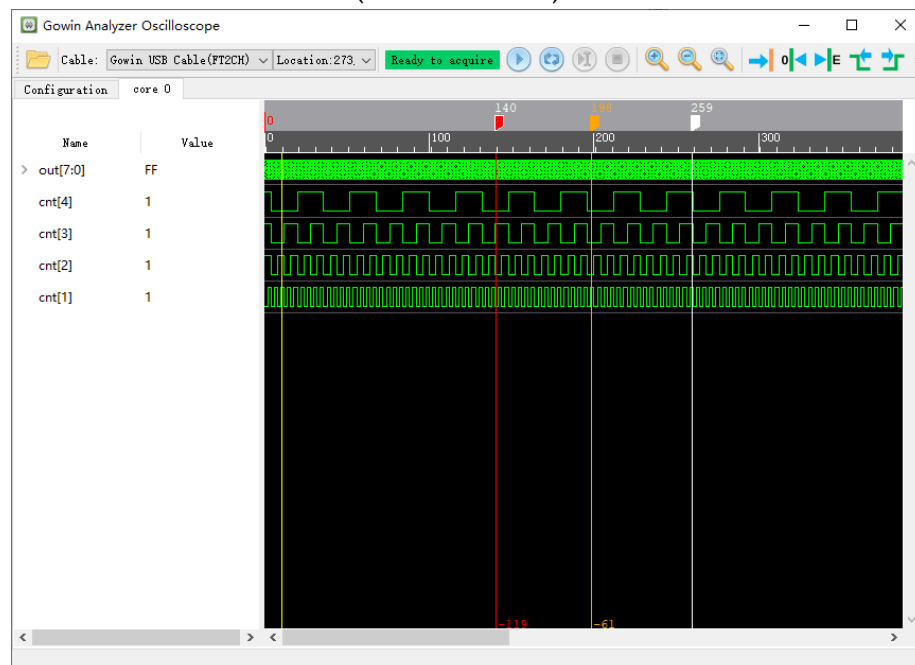 Gowin Analyzer Oscilloscope
Cable: Gowin USB Cable(FT2CH) Location:273 Ready to acquire
Configuration core 0
140 198 259
0
Name Value 0 100 200 300
out[7:0] FF
cnt[4] 1
cnt[3] 1
cnt[2] 1
cnt[1] 1
-119 -61